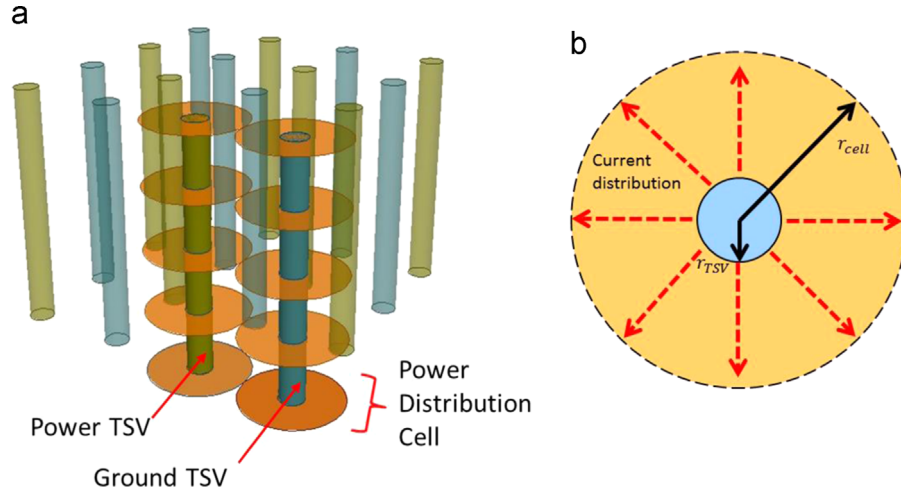 a
Power TSV
Ground TSV
Power
Distribution
Cell
b
Current
distribution
r_cell
r_TSV